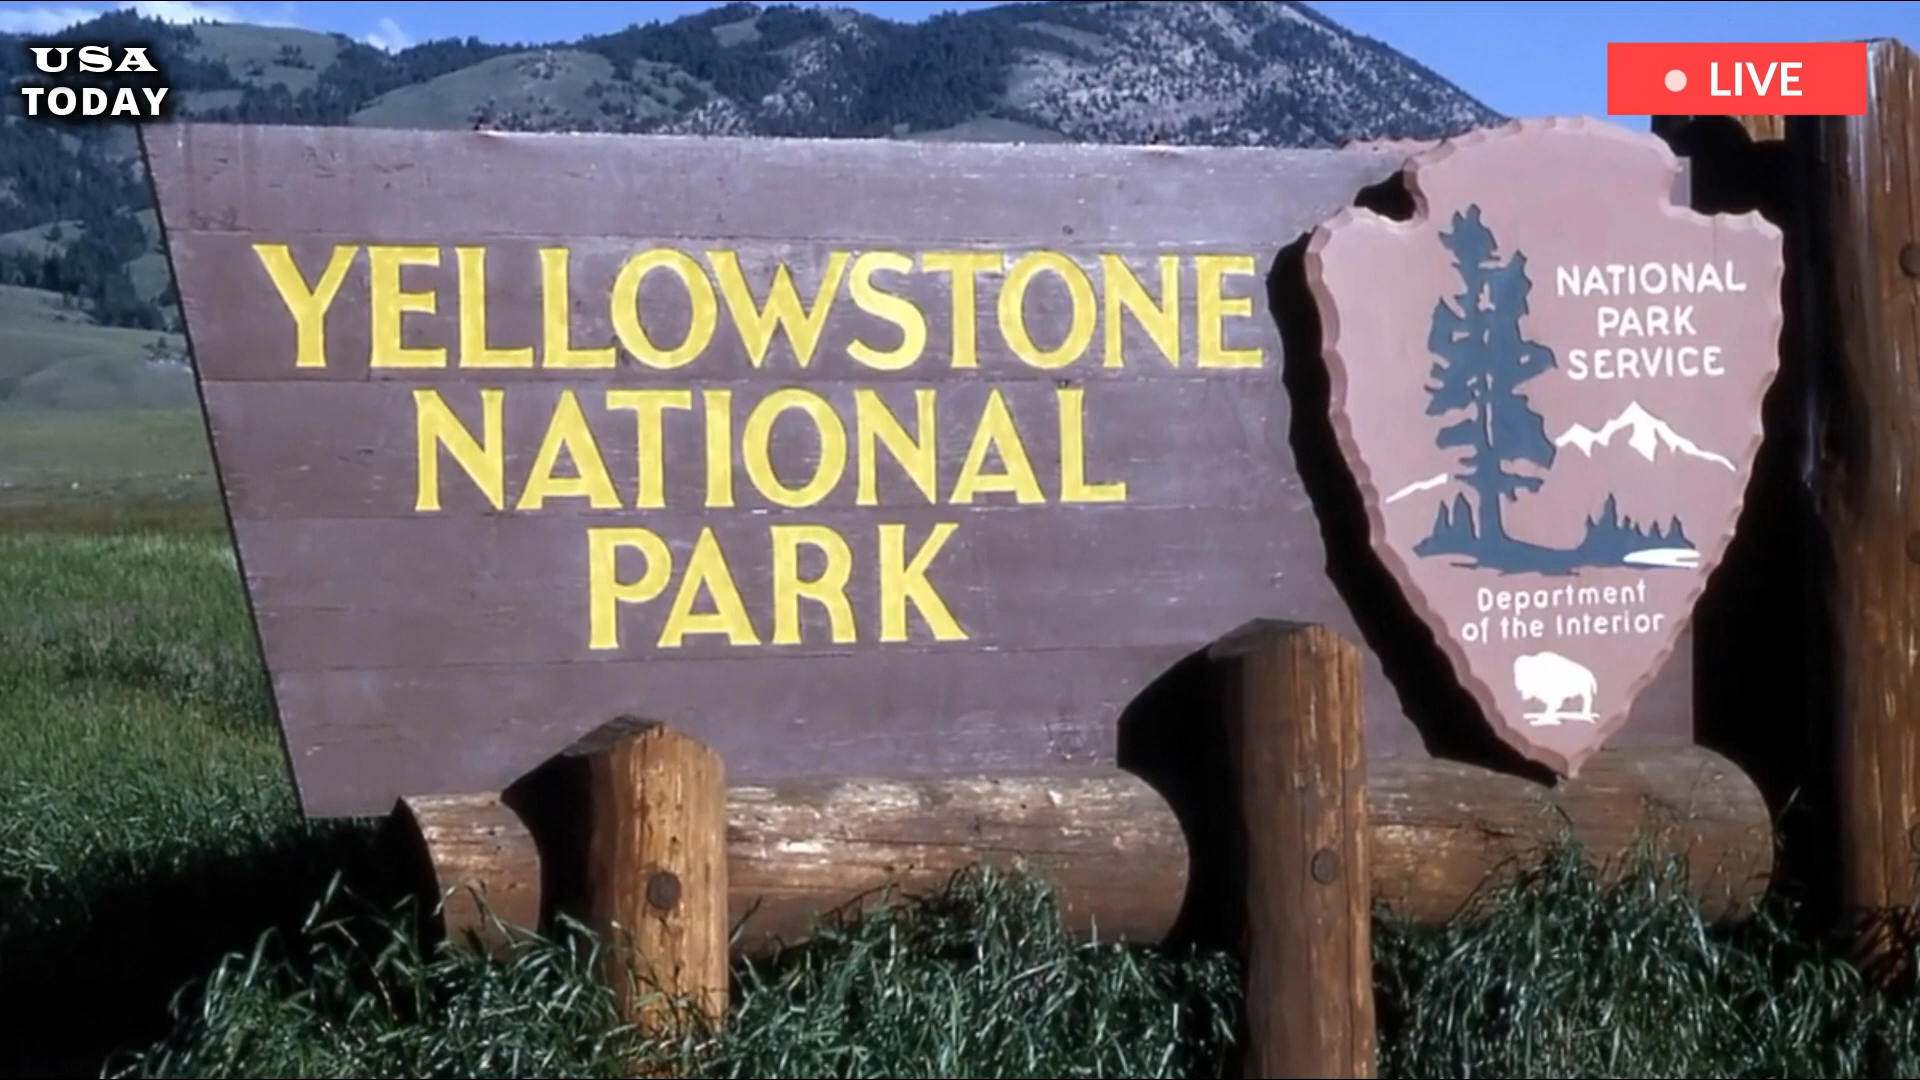 USA
TODAY
LIVE
YELLOWSTONE
NATIONAL
PARK
NATIONAL
PARK
SERVICE
Department
of the Interior